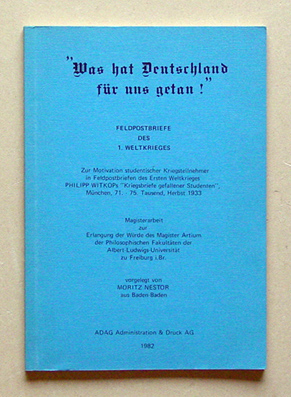 "Was hat Deutschland
für uns getan!"
FELDPOSTBRIEFE
DES
1. WELTKRIEGES
Zur Motivation studentischer Kriegsteilnehmer
in Feldpostbriefen des Ersten Weltkrieges
PHILIPP WITKOPs "Kriegsbriefe gefallener Studenten",
München, 71. - 75. Tausend, Herbst 1933
Magisterarbeit
zur
Erlangung der Würde des Magister Artium
der Philosophischen Fakultäten der
Albert-Ludwigs-Universität
zu Freiburg i.Br.
vorgelegt von
MORITZ NESTOR
aus Baden-Baden
ADAG Administration & Druck AG
1982